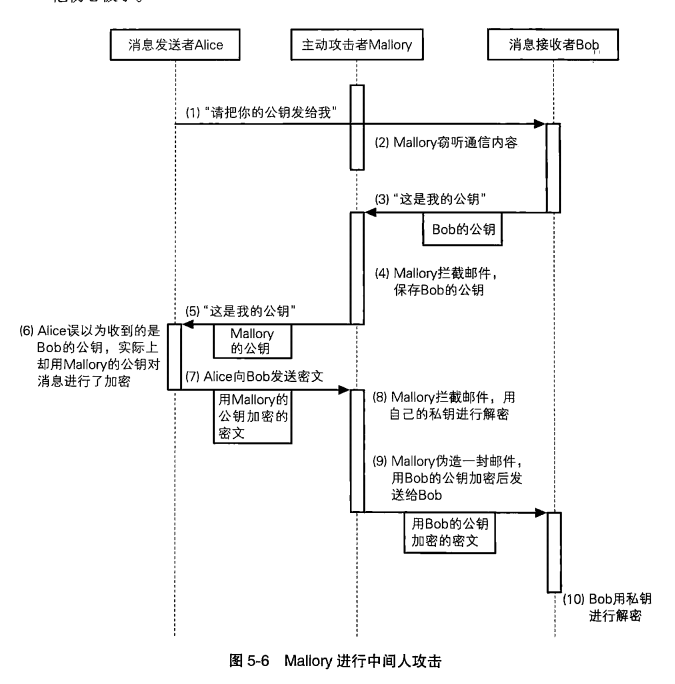 消息发送者Alice
主动攻击者Mallory
消息接收者Bob
(1) “请把你的公钥发给我”
(2) Mallory窃听通信内容
(3) “这是我的公钥”
Bob的公钥
(4) Mallory拦截邮件，
保存Bob的公钥
(5) “这是我的公钥”
Mallory
的公钥
(6) Alice误以为收到的是
Bob的公钥，实际上
却用Mallory的公钥对
消息进行了加密
(7) Alice向Bob发送密文
用Mallory的
公钥加密的
密文
(8) Mallory拦截邮件，用
自己的私钥进行解密
(9) Mallory伪造一封邮件，
用Bob的公钥加密后发
送给Bob
用Bob的公钥
加密的密文
(10) Bob用私钥
进行解密
图 5-6 Mallory 进行中间人攻击